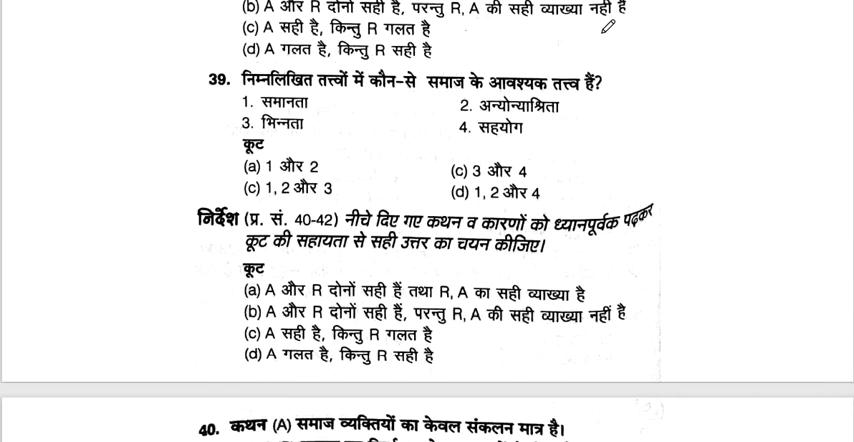 (b) A और R दोनों सही है, परन्तु R, A की सही व्याख्या नहीं है
(c) A सही है, किन्तु R गलत है
(d) A गलत है, किन्तु R सही है
39. निम्नलिखित तत्त्वों में कौन-से समाज के आवश्यक तत्त्व हैं?
1. समानता 2. अन्योन्याश्रिता
3. भिन्नता 4. सहयोग
कूट
(a) 1 और 2 (c) 3 और 4
(c) 1, 2 और 3 (d) 1, 2 और 4
निर्देश (प्र. सं. 40-42) नीचे दिए गए कथन व कारणों को ध्यानपूर्वक पढ़कर
कूट की सहायता से सही उत्तर का चयन कीजिए।
कूट
(a) A और R दोनों सही हैं तथा R, A का सही व्याख्या है
(b) A और R दोनों सही हैं, परन्तु R, A की सही व्याख्या नहीं है
(c) A सही है, किन्तु R गलत है
(d) A गलत है, किन्तु R सही है
40. कथन (A) समाज व्यक्तियों का केवल संकलन मात्र है।